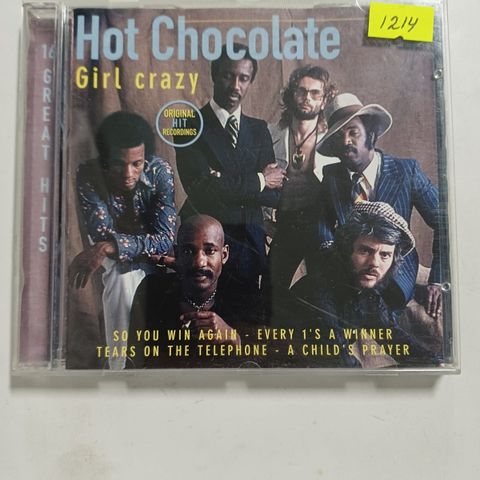 1214
Hot Chocolate
Girl crazy
ORIGINAL
HIT
RECORDINGS
16 GREAT HITS
SO YOU WIN AGAIN - EVERY 1'S A WINNER
TEARS ON THE TELEPHONE - A CHILD'S PRAYER